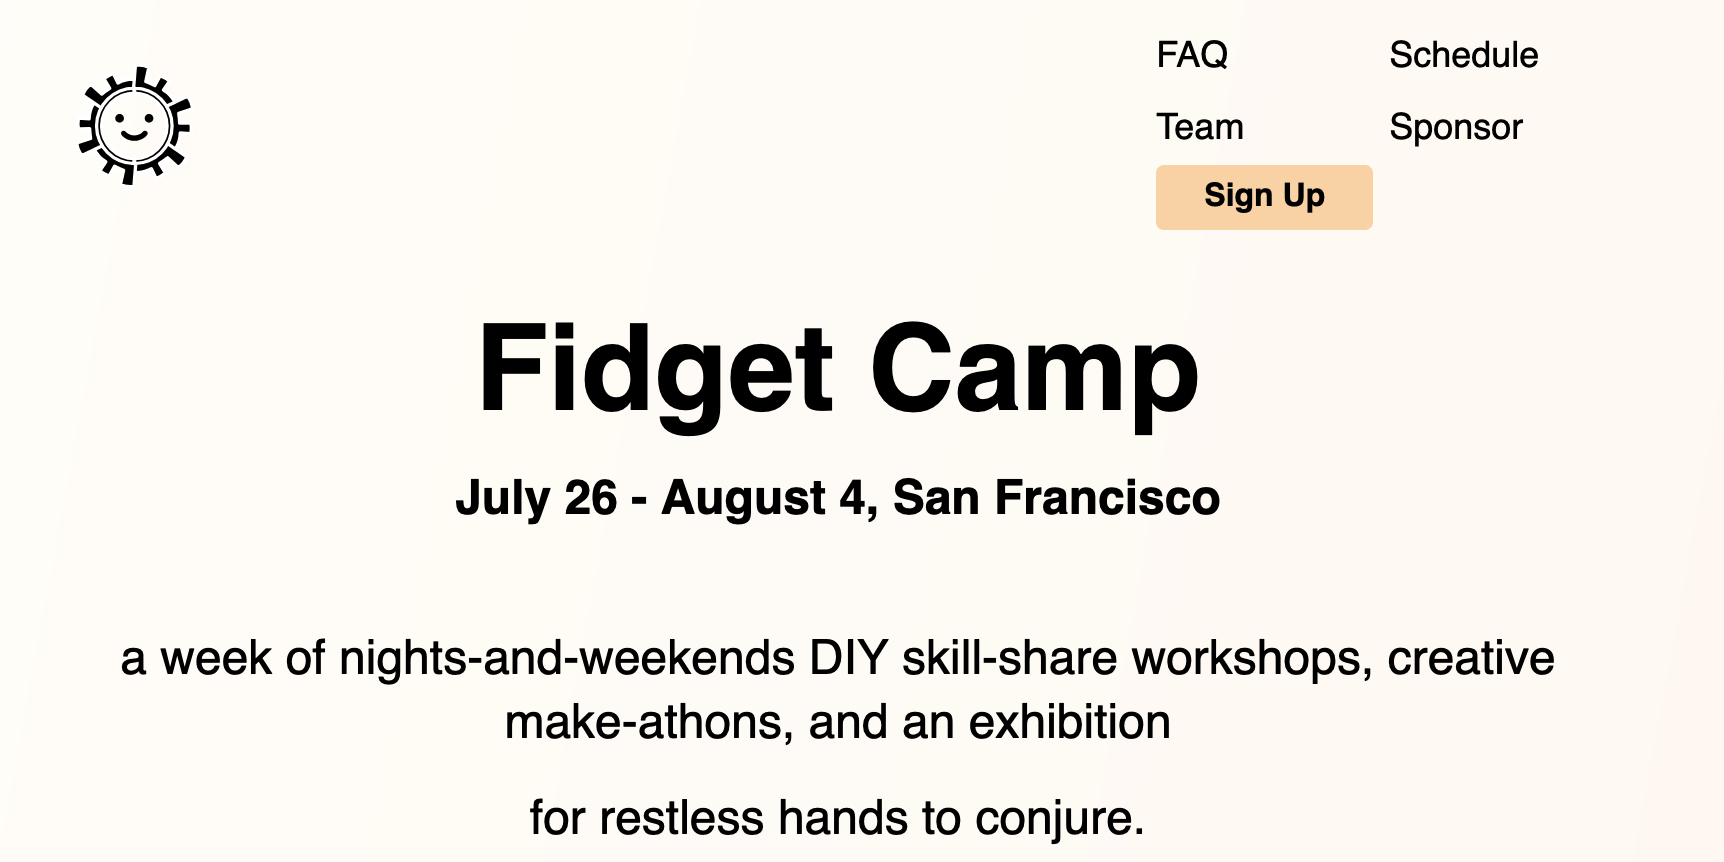 FAQ Schedule
Team Sponsor
Sign Up
Fidget Camp
July 26 - August 4, San Francisco
a week of nights-and-weekends DIY skill-share workshops, creative
make-athons, and an exhibition
for restless hands to conjure.